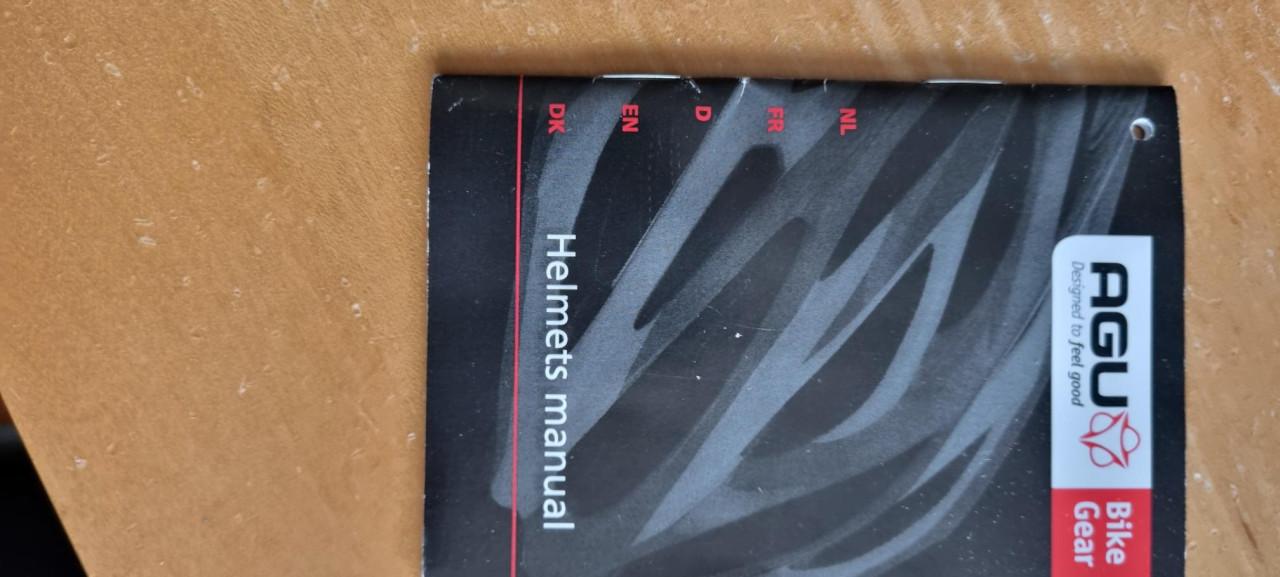 AGU
Designed to feel good
Bike
Gear
NL
FR
D
EN
DK
Helmets manual